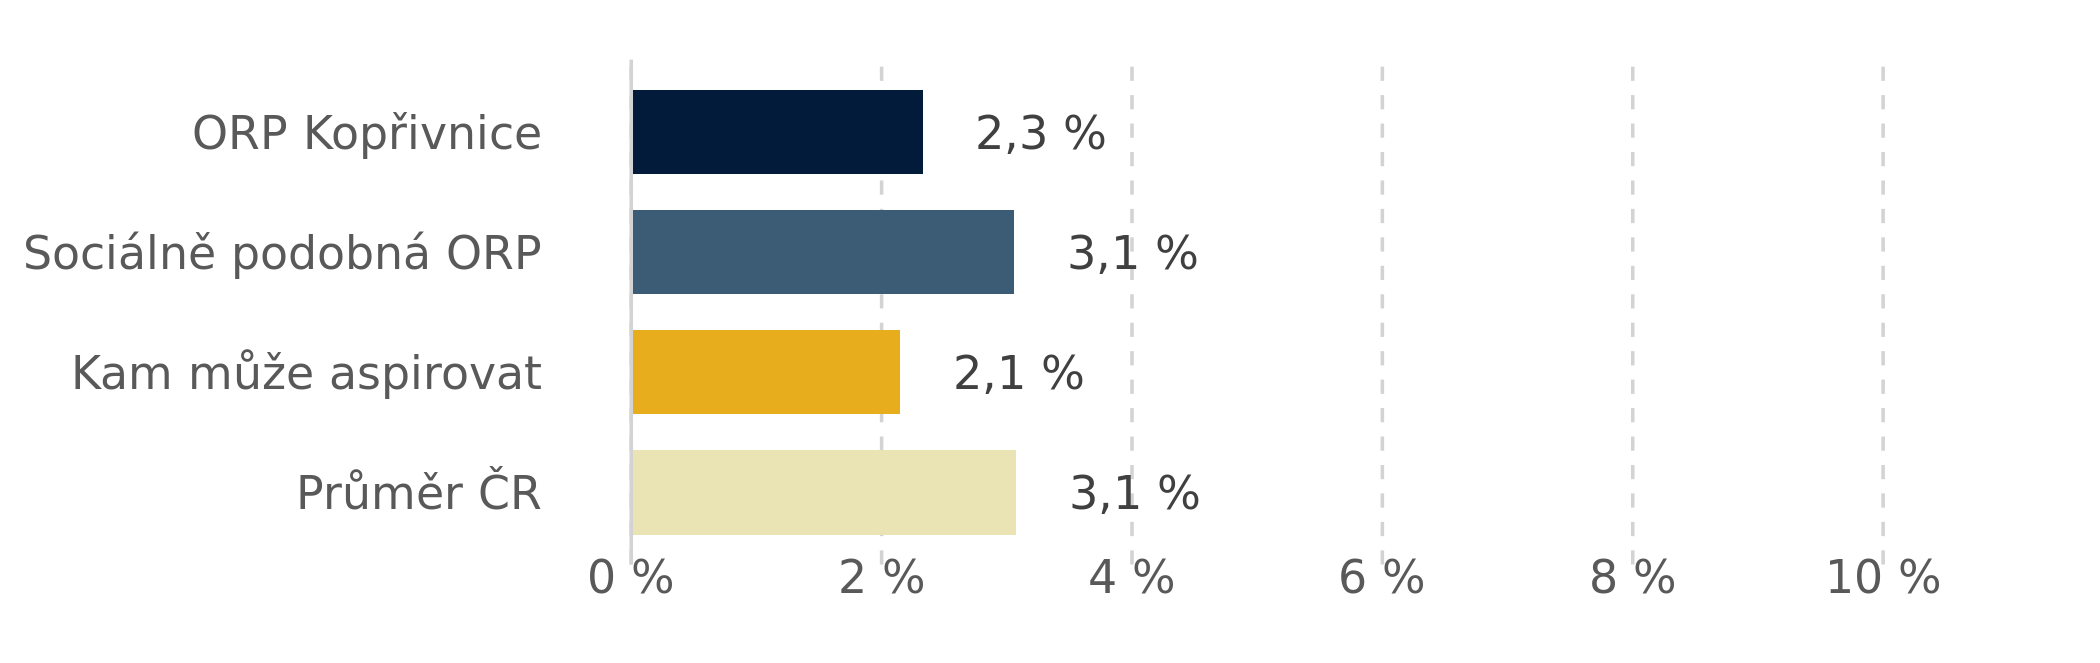 ORP Kopřivnice
2,3 %
Sociálně podobná ORP
3,1 %
Kam může aspirovat
2,1 %
Průměr ČR
3,1 %
0 % 2 % 4 % 6 % 8 % 10 %